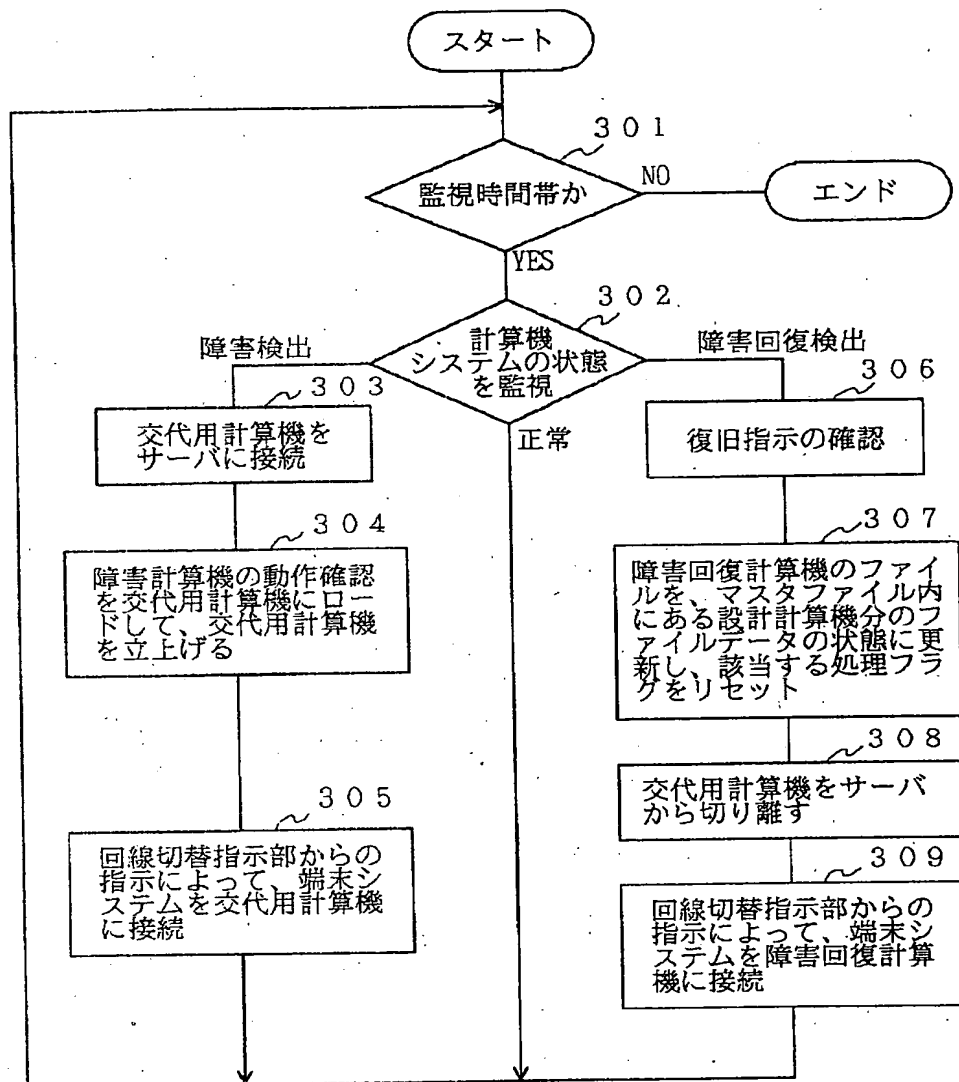 スタート
301
監視時間帯か
NO
エンド
YES
302
計算機
システムの状態
を監視
障害検出
障害回復検出
正常
303
交代用計算機を
サーバに接続
306
復旧指示の確認
304
障害計算機の動作確認
を交代用計算機にロー
ドして、交代用計算機
を立上げる
307
障害回復計算機のファイ
ルを、マスタファイル内
にある設計計算機分のフ
ァイルデータの状態に更
新し、該当する処理フラ
グをリセット
308
交代用計算機をサーバ
から切り離す
305
回線切替指示部からの
指示によって、端末シ
ステムを交代用計算機
に接続
309
回線切替指示部からの
指示によって、端末シ
ステムを障害回復計算
機に接続